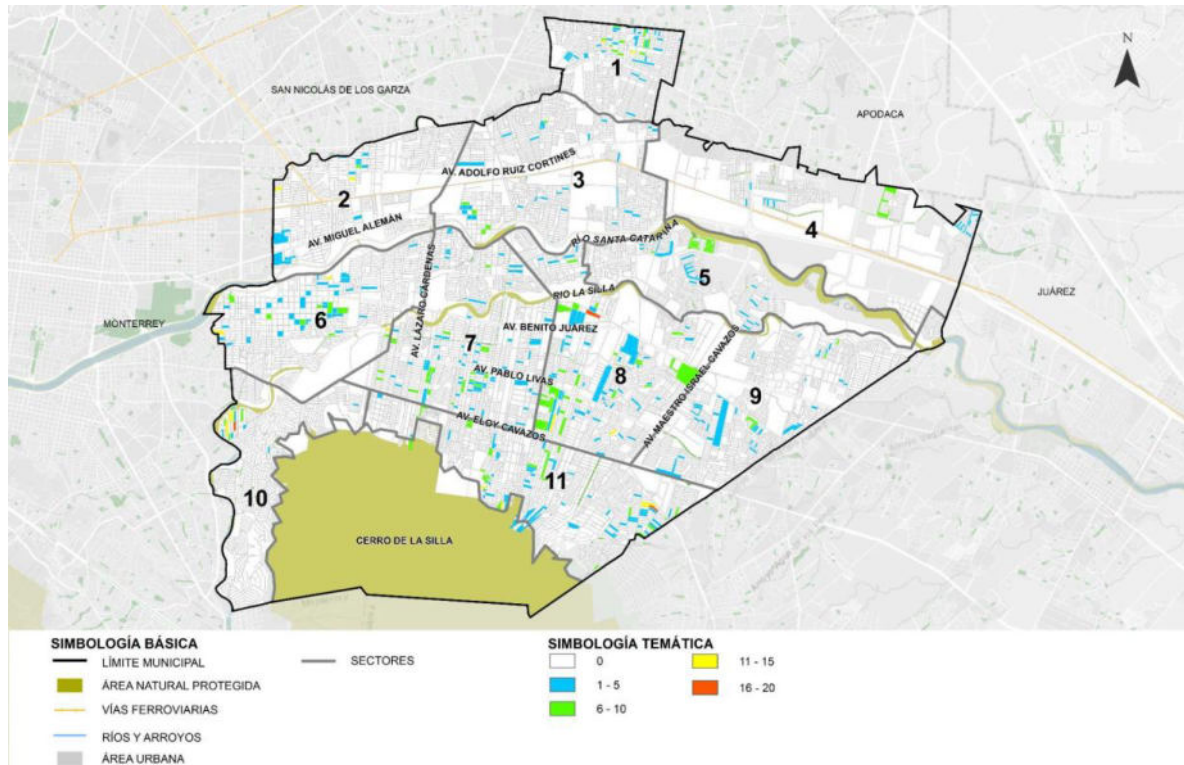 N
1
SAN NICOLÁS DE LOS GARZA
APODACA
AV. ADOLFO RUIZ CORTINES
3
2
AV. MIGUEL ALEMÁN
4
RÍO SANTA CATARINA
5
AV. LÁZARO CÁRDENAS
RIO LA SILLA
JUÁREZ
MONTERREY
6
AV. BENITO JUÁREZ
7
AV. PABLO LIVAS
8
AV. MAESTRO ISRAEL CAVAZOS
9
AV. ELOY CAVAZOS
11
10
CERRO DE LA SILLA
SIMBOLOGÍA BÁSICA
LÍMITE MUNICIPAL
SECTORES
ÁREA NATURAL PROTEGIDA
VÍAS FERROVIARIAS
RÍOS Y ARROYOS
ÁREA URBANA
SIMBOLOGÍA TEMÁTICA
0
11 - 15
1 - 5
16 - 20
6 - 10